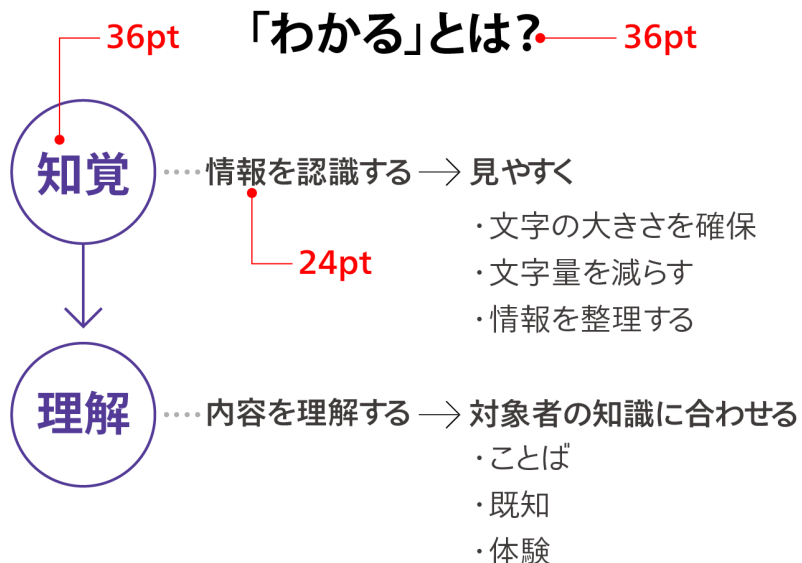 「わかる」とは？
36pt
36pt
知覚
情報を認識する
見やすく
・文字の大きさを確保
24pt
・文字量を減らす
・情報を整理する
理解
内容を理解する
対象者の知識に合わせる
・ことば
・既知
・体験